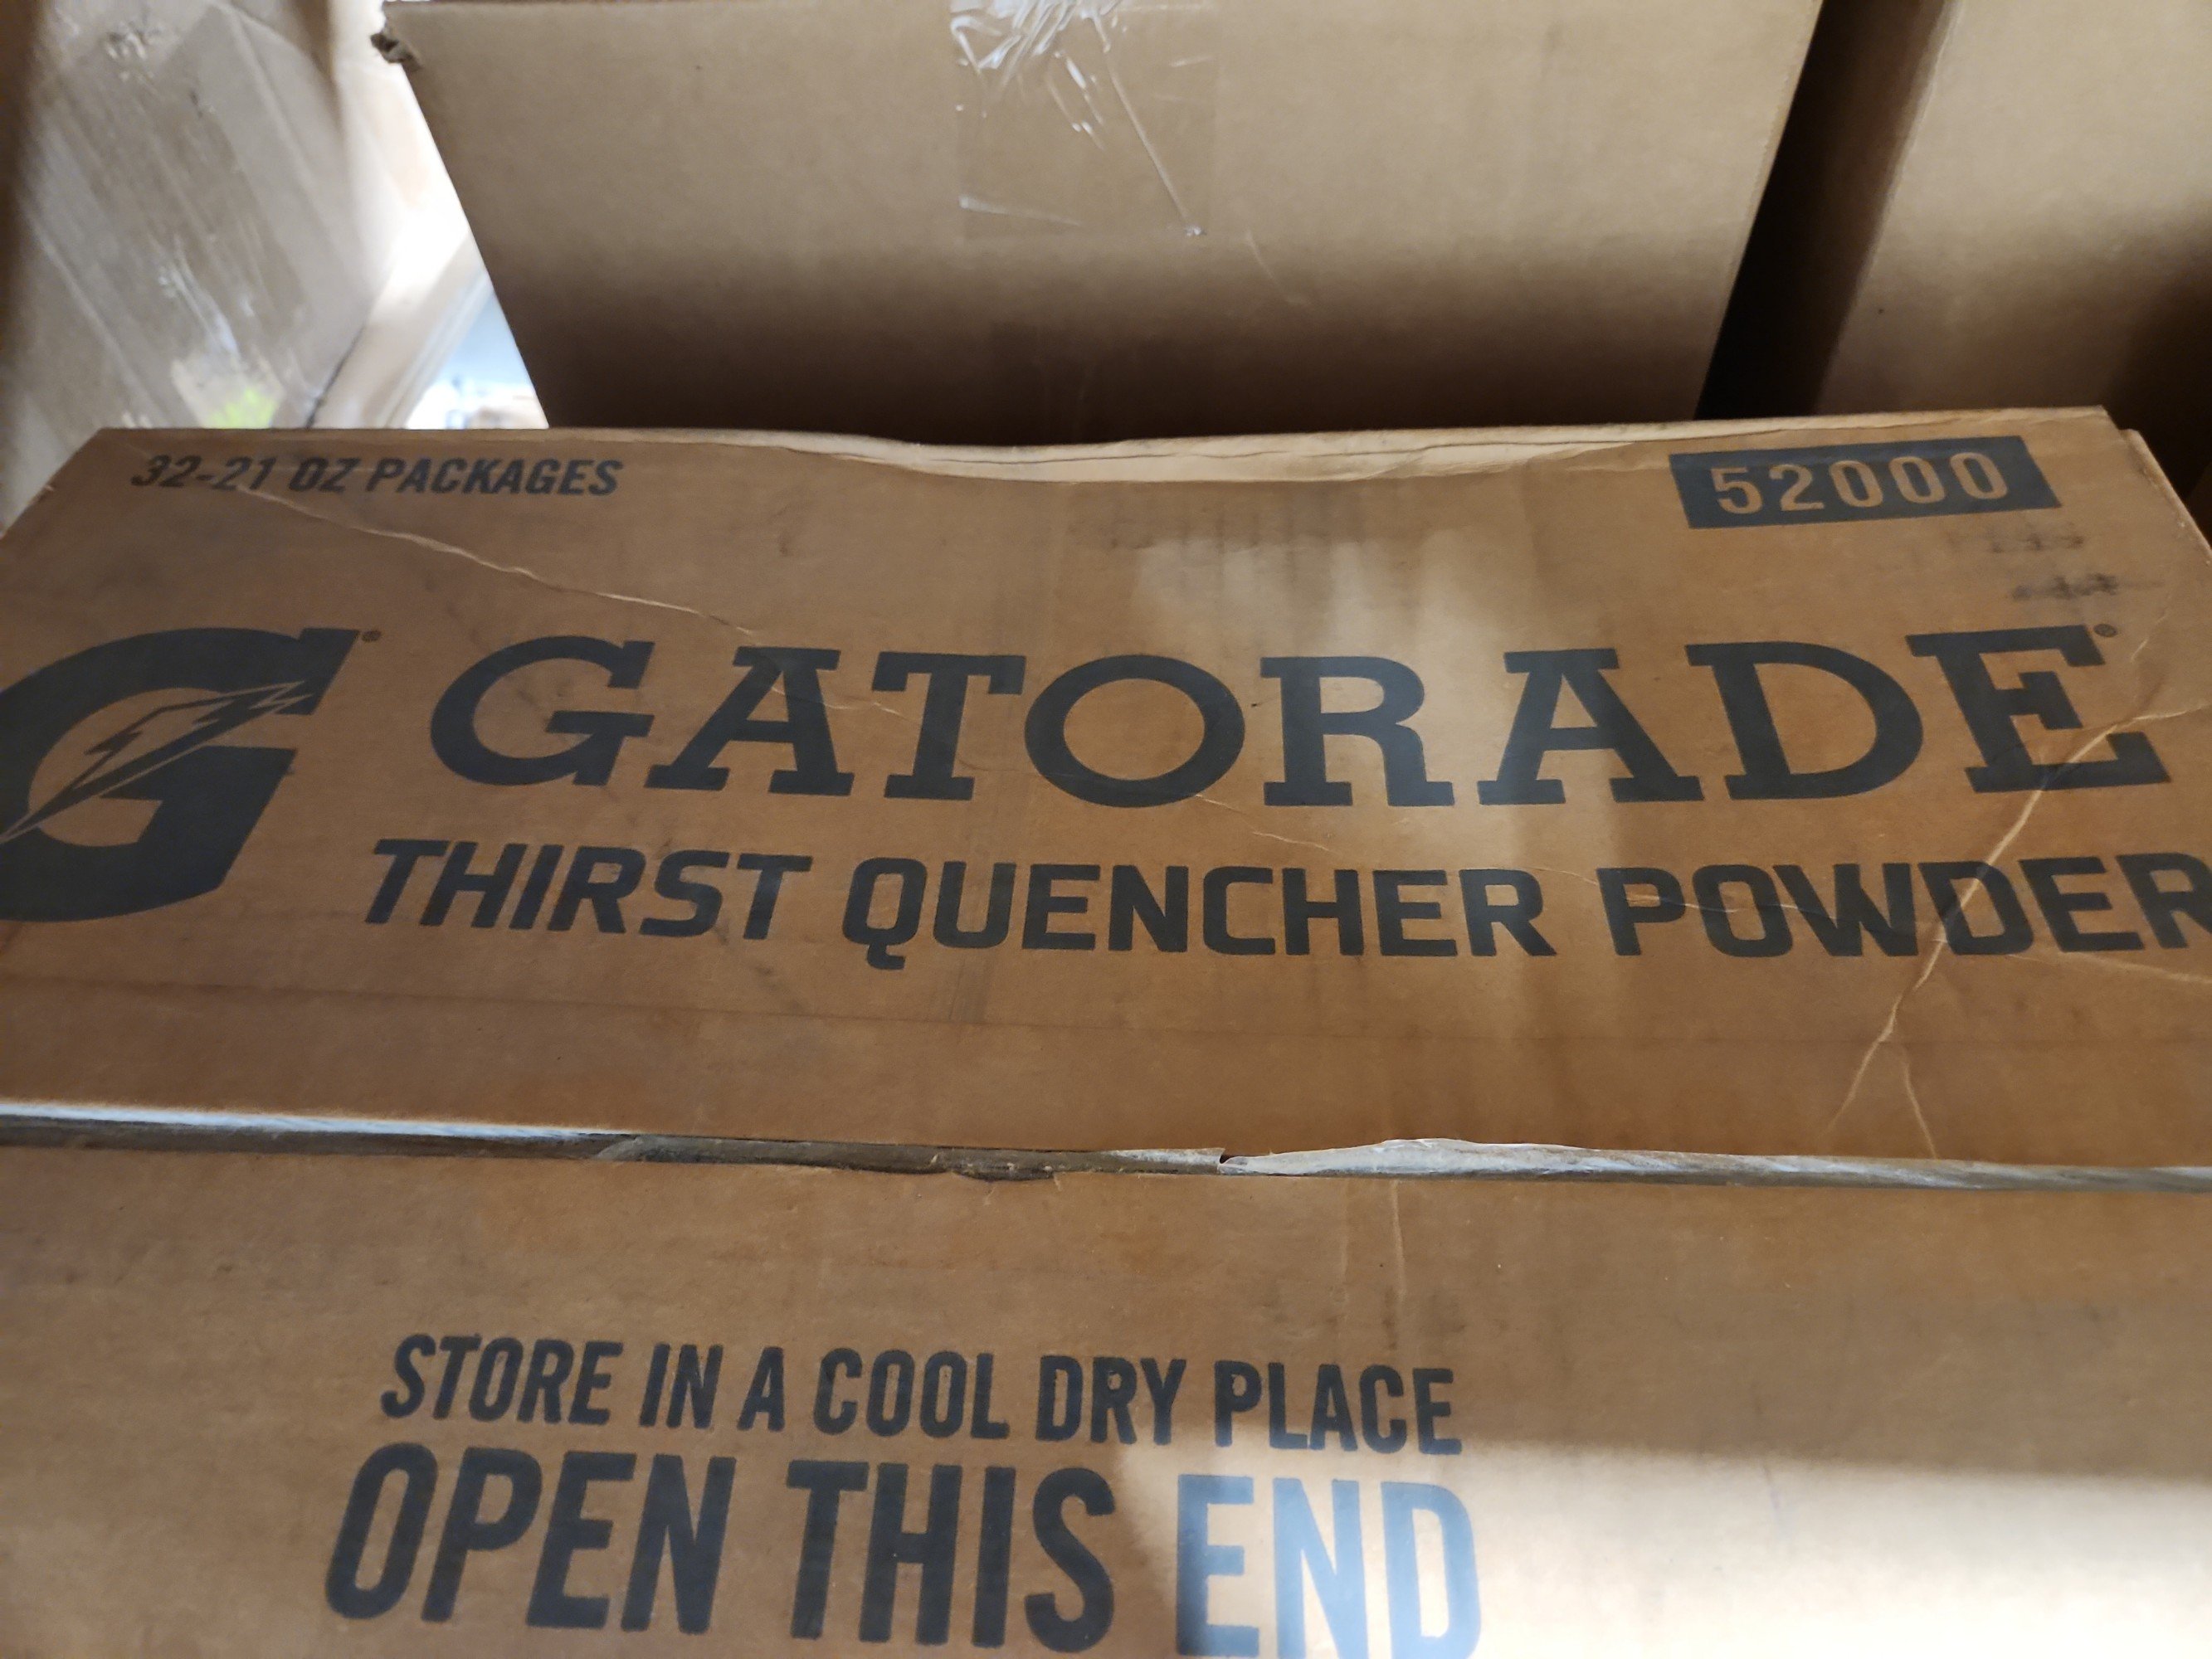 32-21 OZ PACKAGES
52000
G®
GATORADE®
THIRST QUENCHER POWDER
STORE IN A COOL DRY PLACE
OPEN THIS END